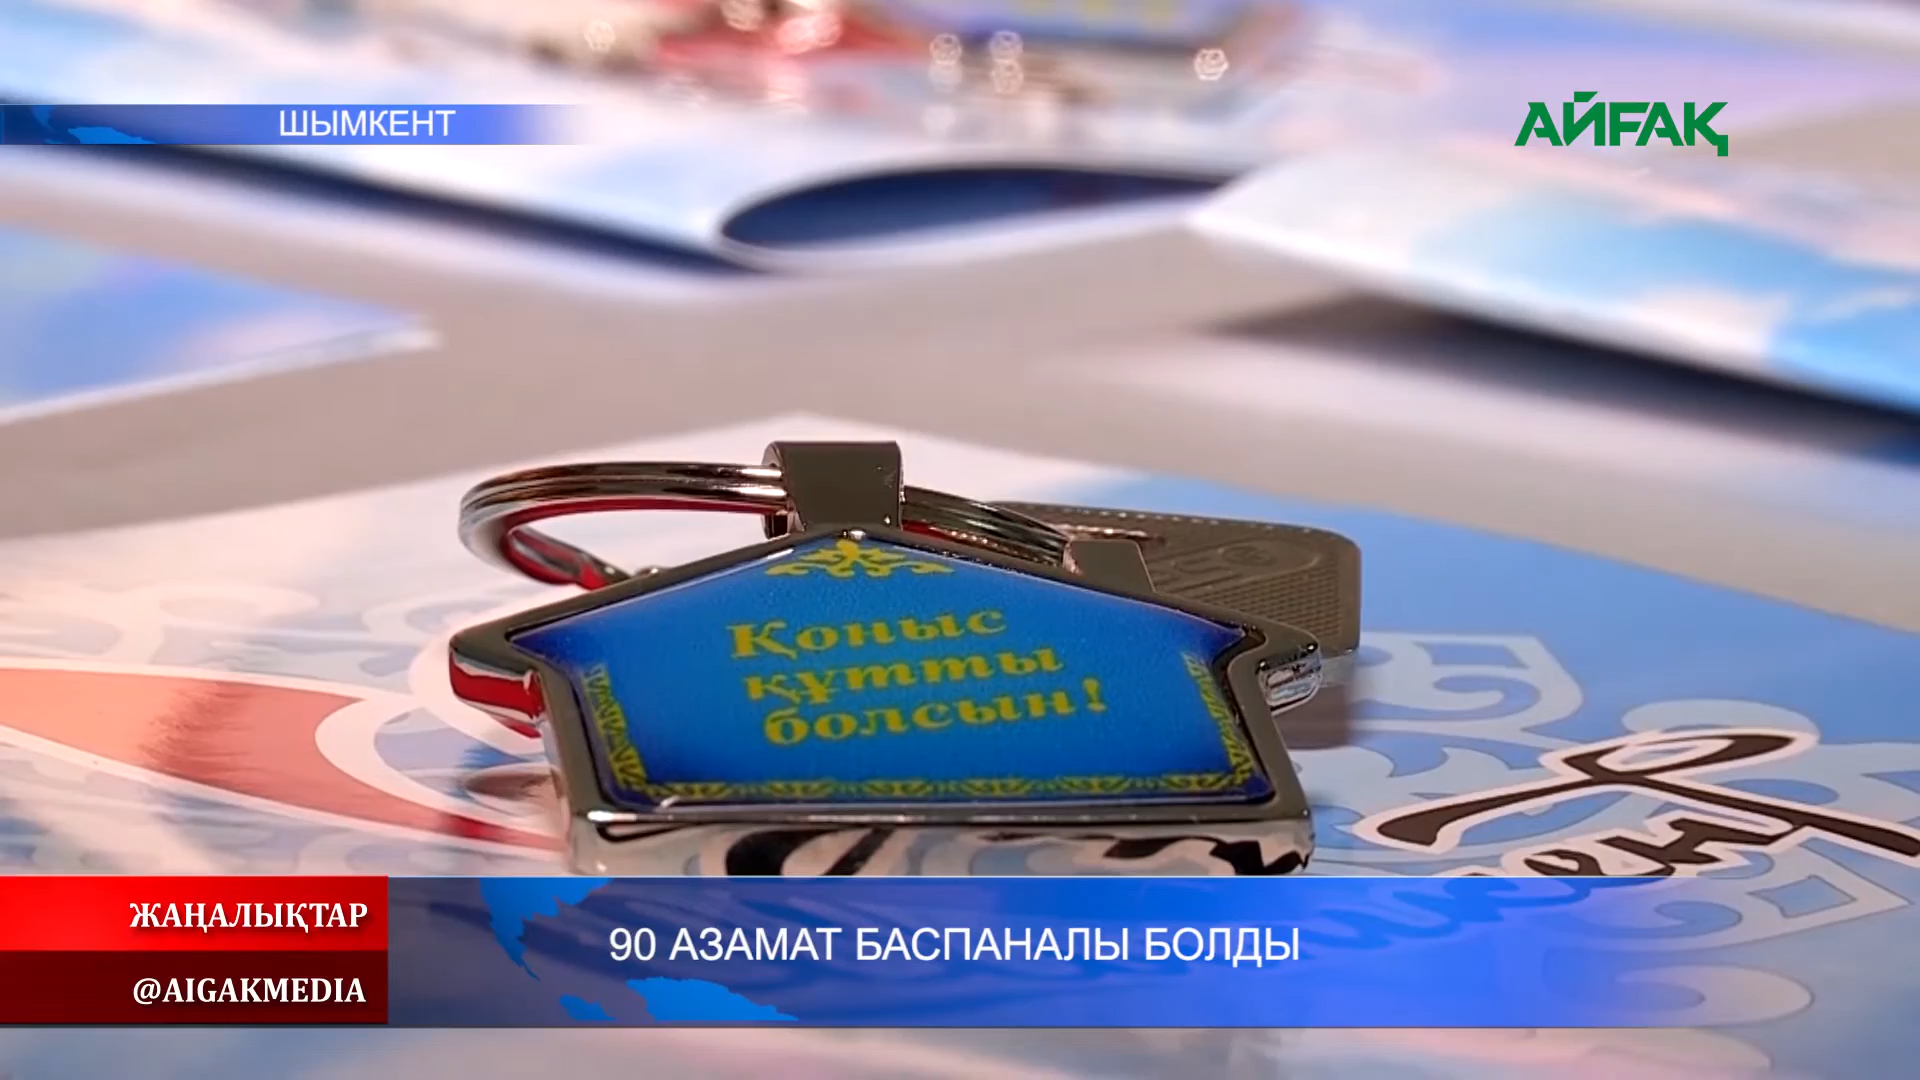 ШЫМКЕНТ
АЙҒАҚ
Қоныс
құтты
болсын!
ЖАҢАЛЫҚТАР
@AIGAKMEDIA
90 АЗАМАТ БАСПАНАЛЫ БОЛДЫ